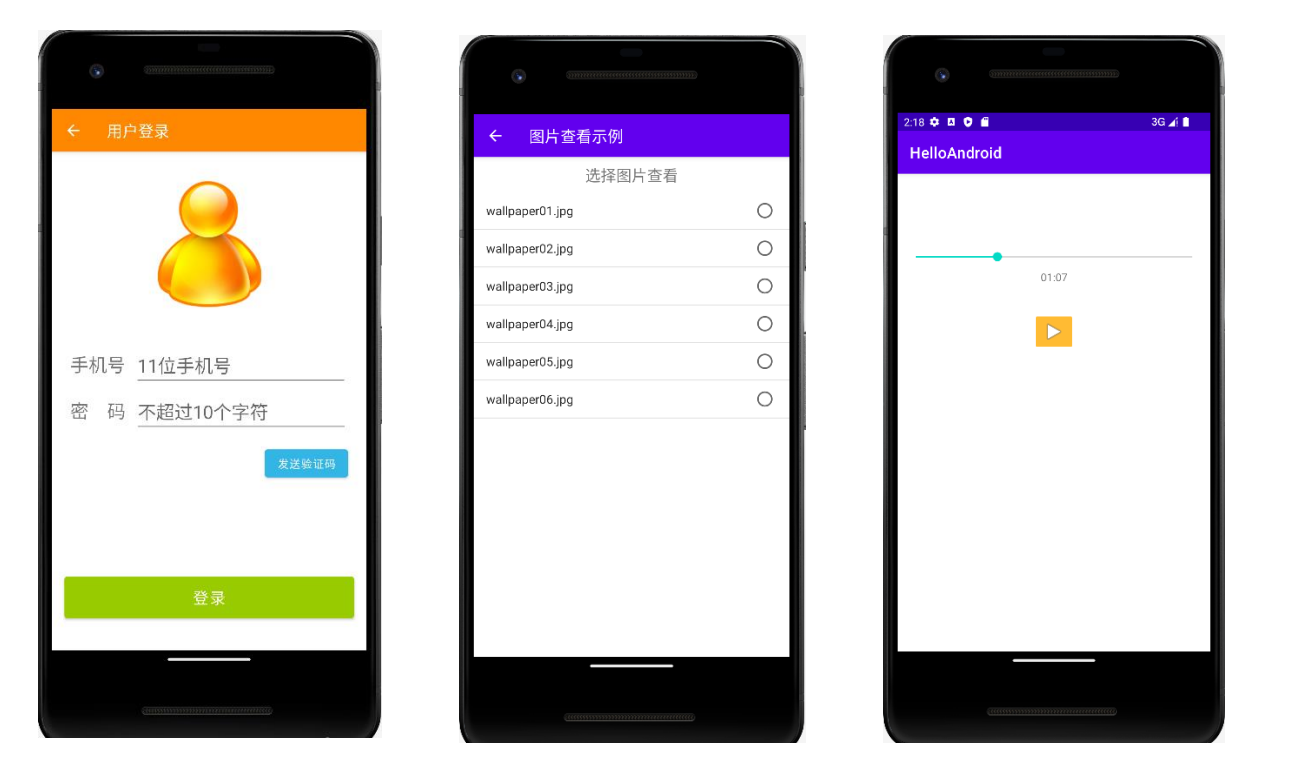 用户登录
手机号 11位手机号
密 码 不超过10个字符
发送验证码
登录
图片查看示例
选择图片查看
wallpaper01.jpg
wallpaper02.jpg
wallpaper03.jpg
wallpaper04.jpg
wallpaper05.jpg
wallpaper06.jpg
2:18 3G
HelloAndroid
01:07